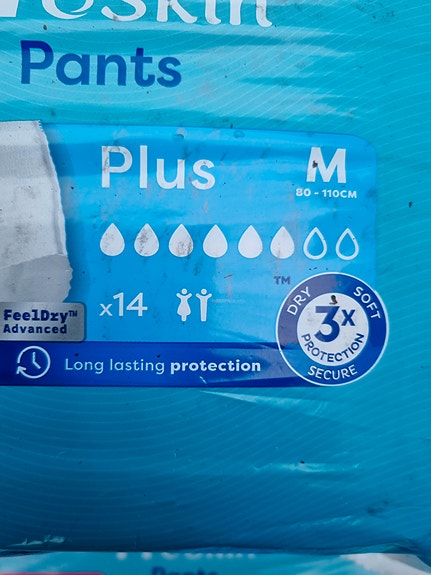 Pants
Plus
M
80 - 110CM
x14
TM
FeelDry™
Advanced
DRY SOFT SECURE
3X
PROTECTION
Long lasting protection